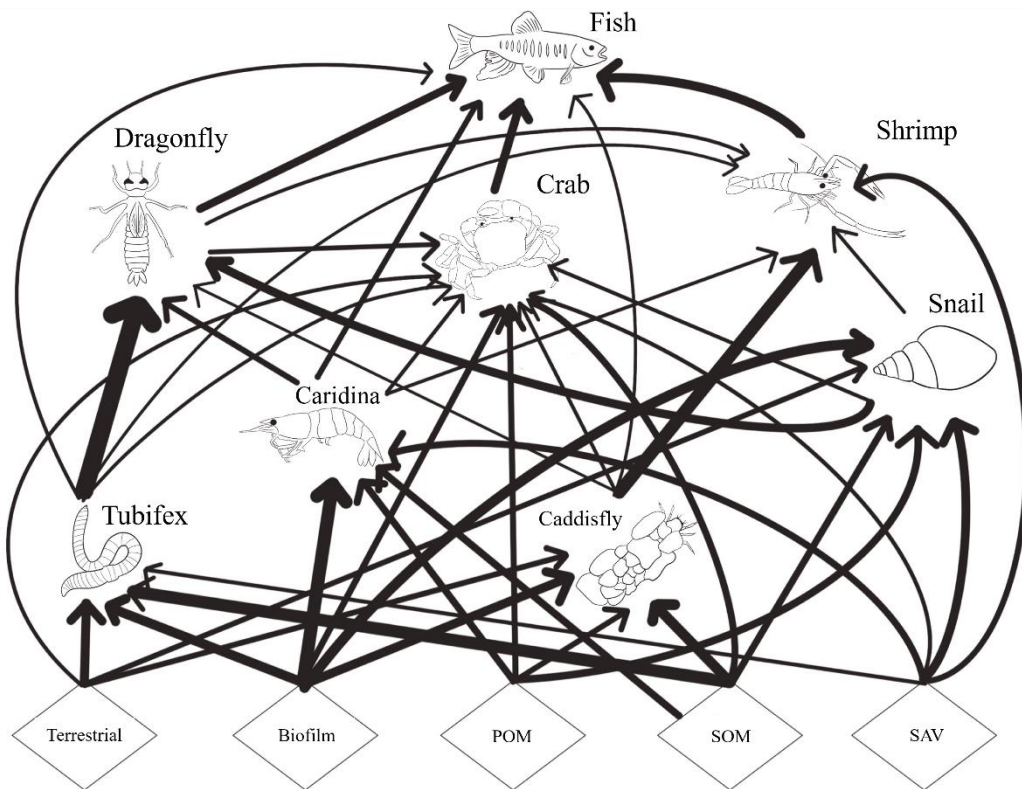 Fish
Dragonfly
Shrimp
Crab
Snail
Caridina
Tubifex
Caddisfly
Terrestrial
Biofilm
POM
SOM
SAV